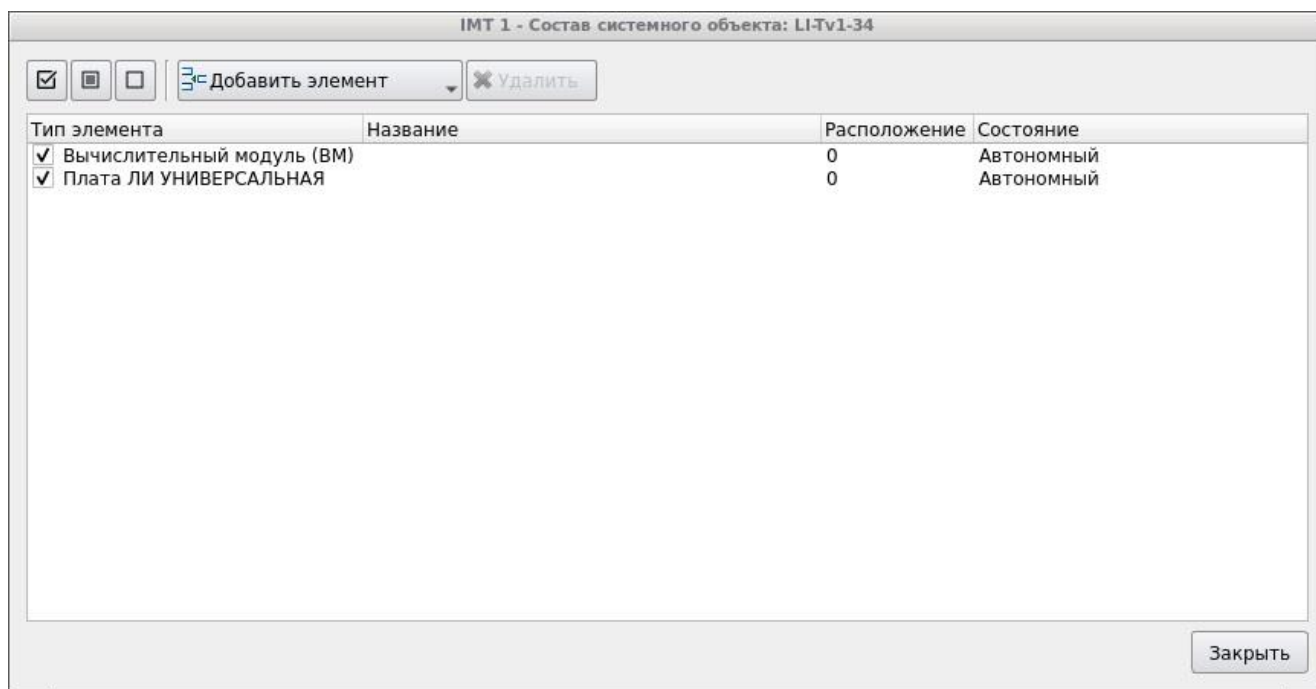 IMT 1 - Состав системного объекта: LI-Tv1-34
Добавить элемент Удалить
Тип элемента Название Расположение Состояние
Вычислительный модуль (ВМ) 0 Автономный
Плата ЛИ УНИВЕРСАЛЬНАЯ 0 Автономный
Закрыть